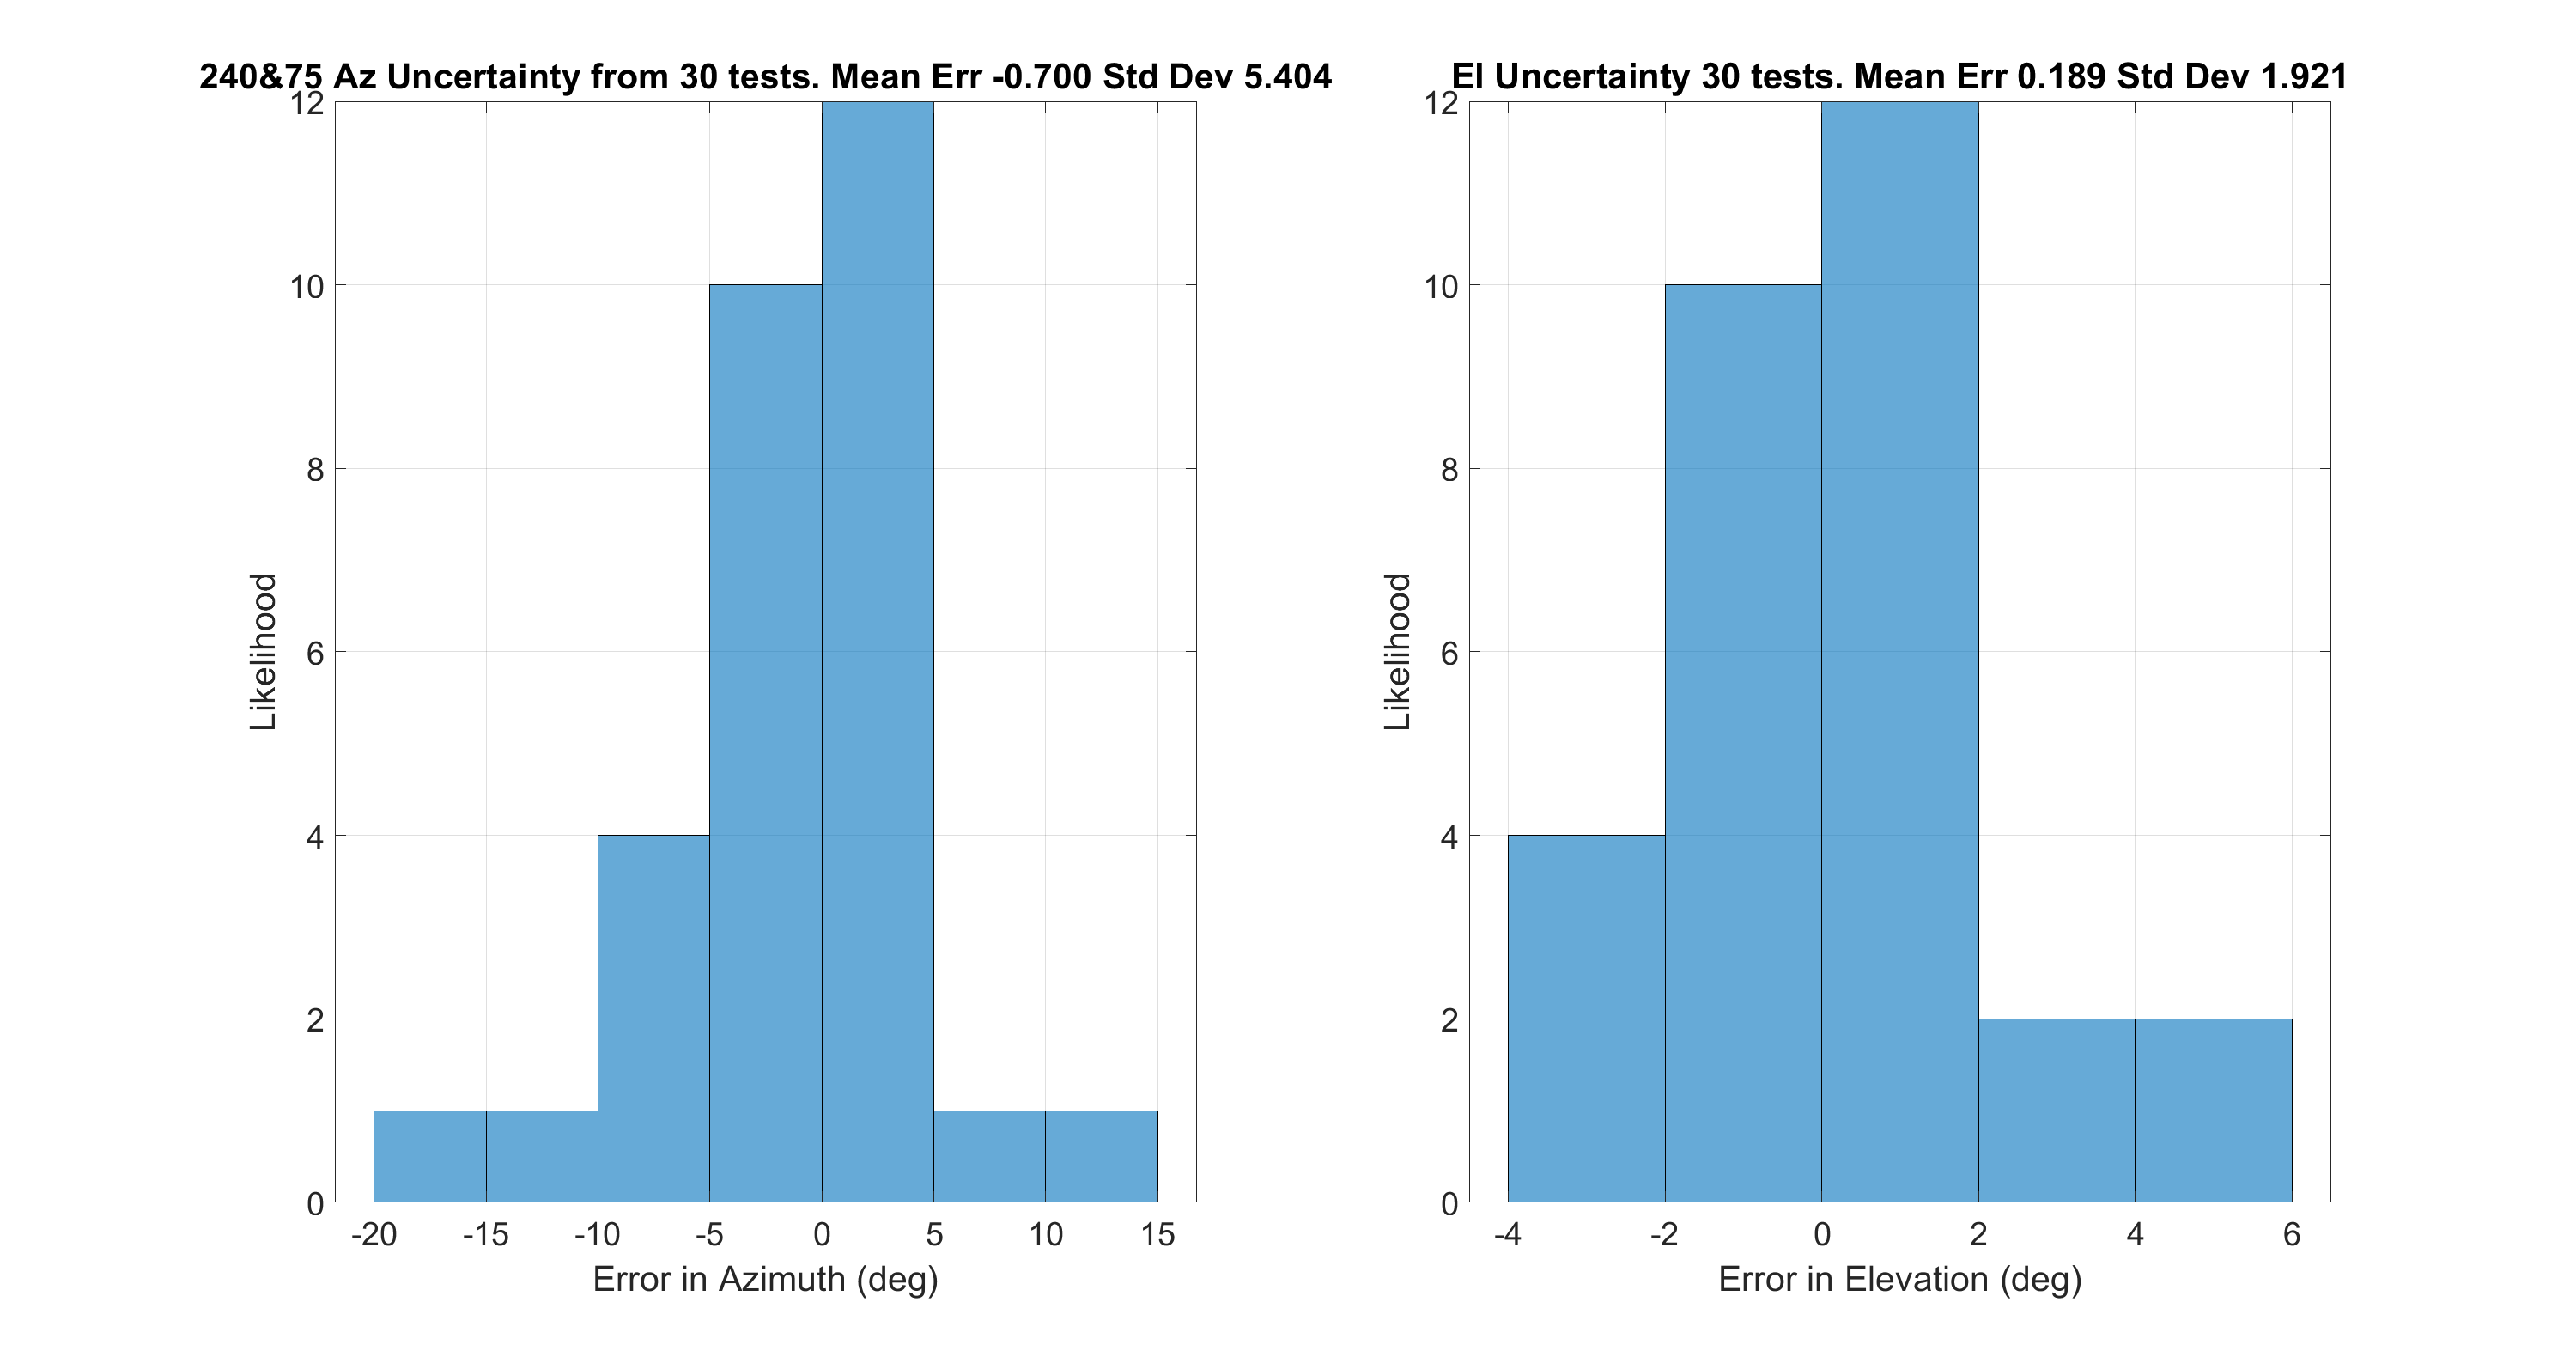 240&75 Az Uncertainty from 30 tests. Mean Err -0.700 Std Dev 5.404
12
10
8
6
4
2
0
Likelihood
-20 -15 -10 -5 0 5 10 15
Error in Azimuth (deg)
El Uncertainty 30 tests. Mean Err 0.189 Std Dev 1.921
12
10
8
6
4
2
0
Likelihood
-4 -2 0 2 4 6
Error in Elevation (deg)